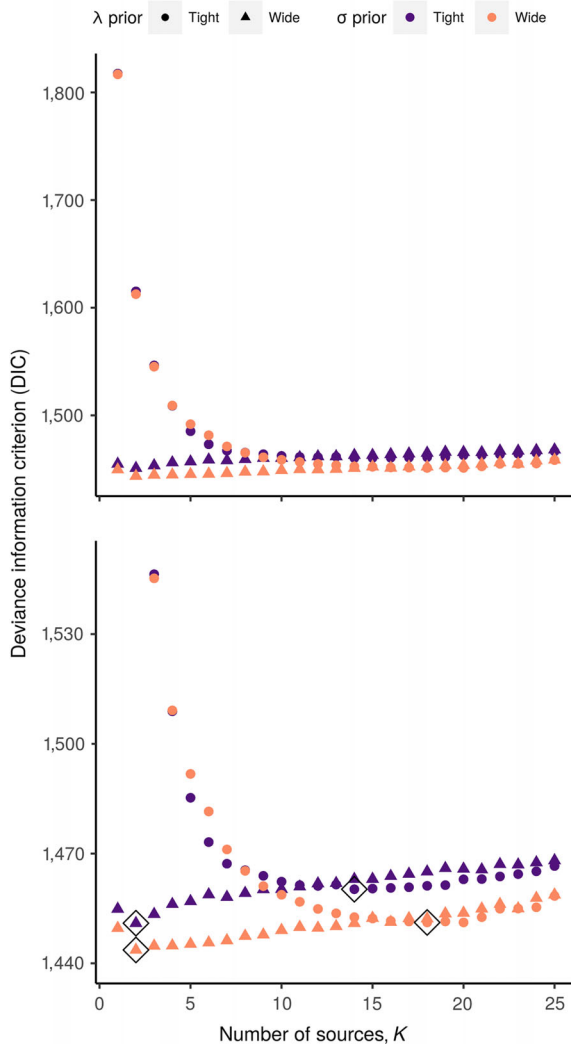 λ prior Tight Wide σ prior Tight Wide
Deviance information criterion (DIC)
1,800
1,700
1,600
1,500
1,530
1,500
1,470
1,440
0 5 10 15 20 25
Number of sources, K